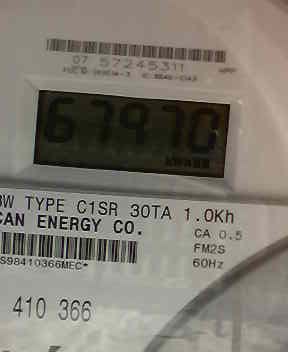 07 57245311
67970
3W TYPE C1SR 30TA 1.0Kh
CAN ENERGY CO. CA 0.5
FM2S
S98410366MEC* 60Hz
410 366